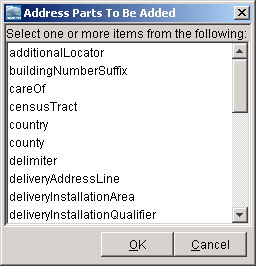 Address Parts To Be Added
Select one or more items from the following:
additionalLocator
buildingNumberSuffix
careOf
censusTract
country
county
delimiter
deliveryAddressLine
deliveryInstallationArea
deliveryInstallationQualifier
OK
Cancel